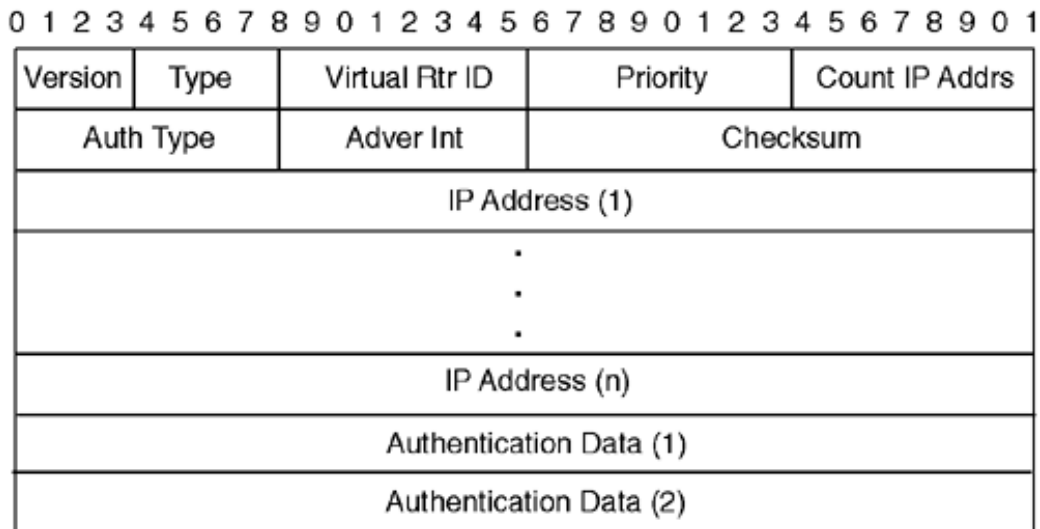 0 1 2 3 4 5 6 7 8 9 0 1 2 3 4 5 6 7 8 9 0 1 2 3 4 5 6 7 8 9 0 1
Version Type Virtual Rtr ID Priority Count IP Addrs
Auth Type Adver Int Checksum
IP Address (1)
.
.
.
IP Address (n)
Authentication Data (1)
Authentication Data (2)